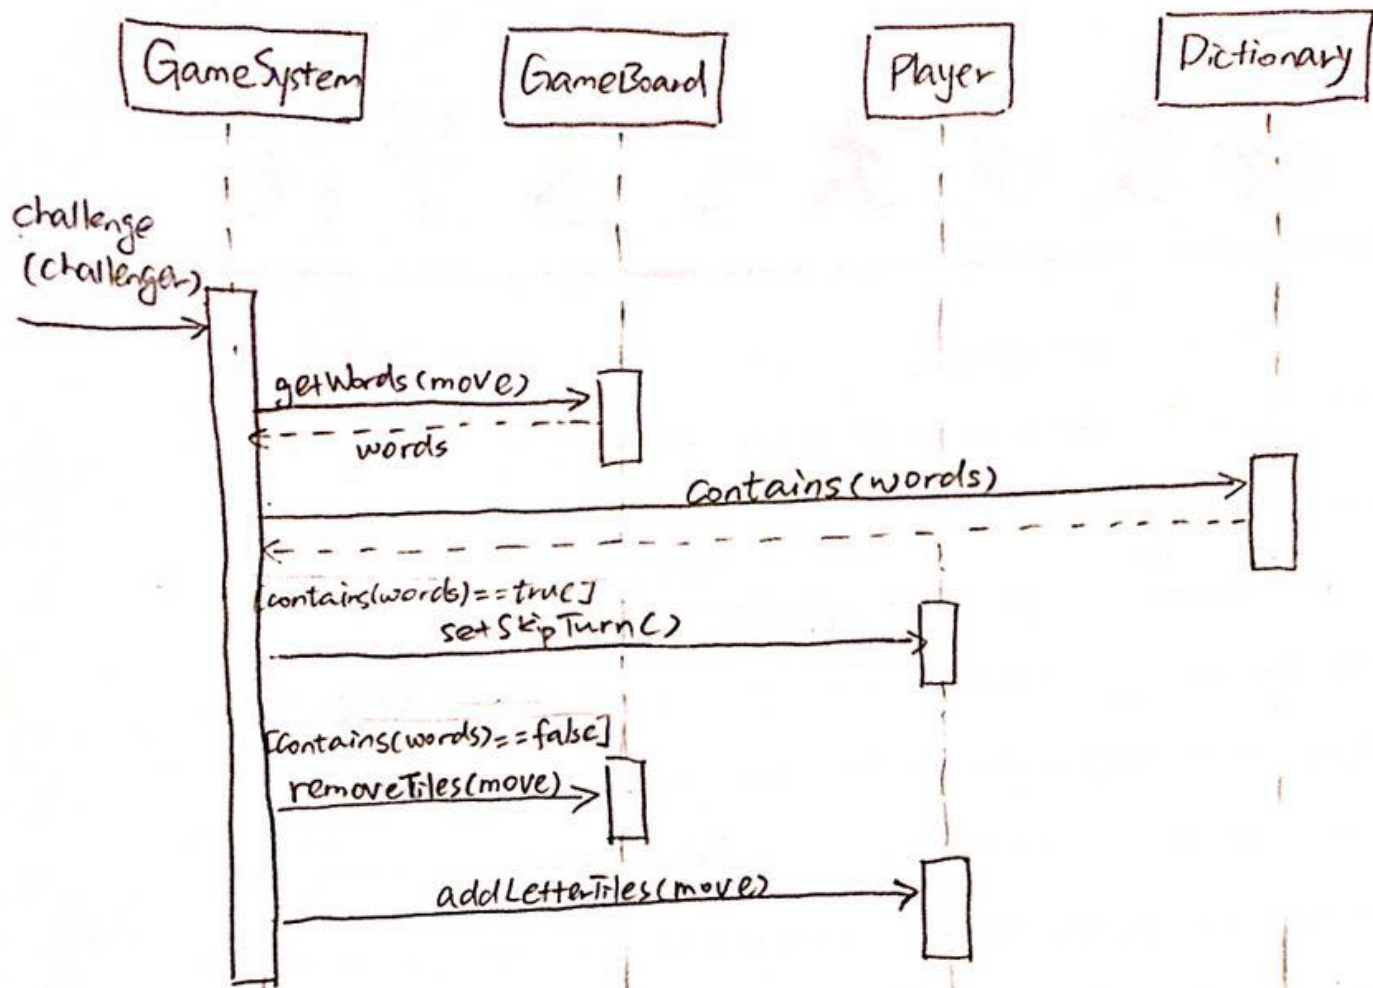 GameSystem
GameBoard
Player
Dictionary
challenge
(challenger)
getWords(move)
words
contains(words)
[contains(words)==true]
setSkipTurn()
[contains(words)==false]
removeTiles(move)
addLetterTiles(move)